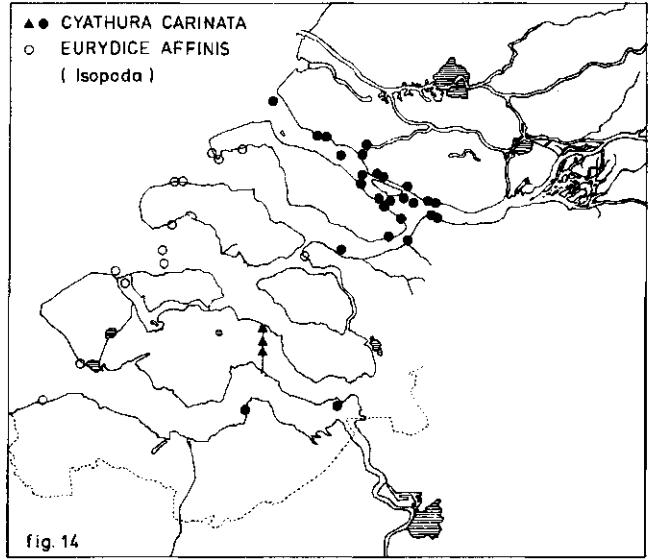 ▲● CYATHURA CARINATA
○ EURYDICE AFFINIS
( Isopoda )
fig. 14